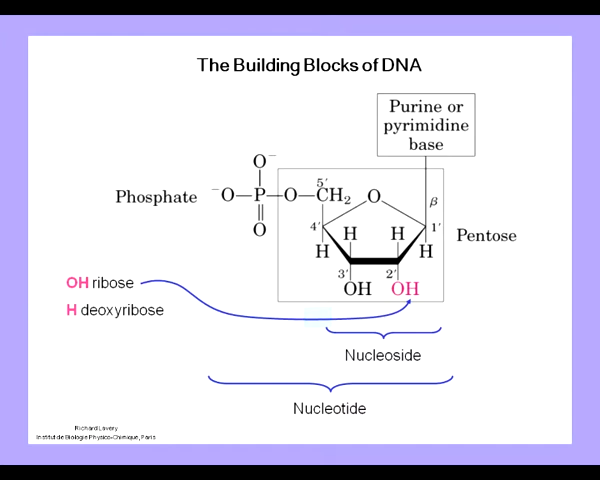 The Building Blocks of DNA
Purine or
pyrimidine
base
O⁻
Phosphate ⁻O—P—O—CH₂ O
5′
β
O
4′ 1′
H H
H H
Pentose
3′ 2′
OH OH
OH ribose
H deoxyribose
Nucleoside
Nucleotide
Richard Lavery
Institut de Biologie Physico-Chimique, Paris